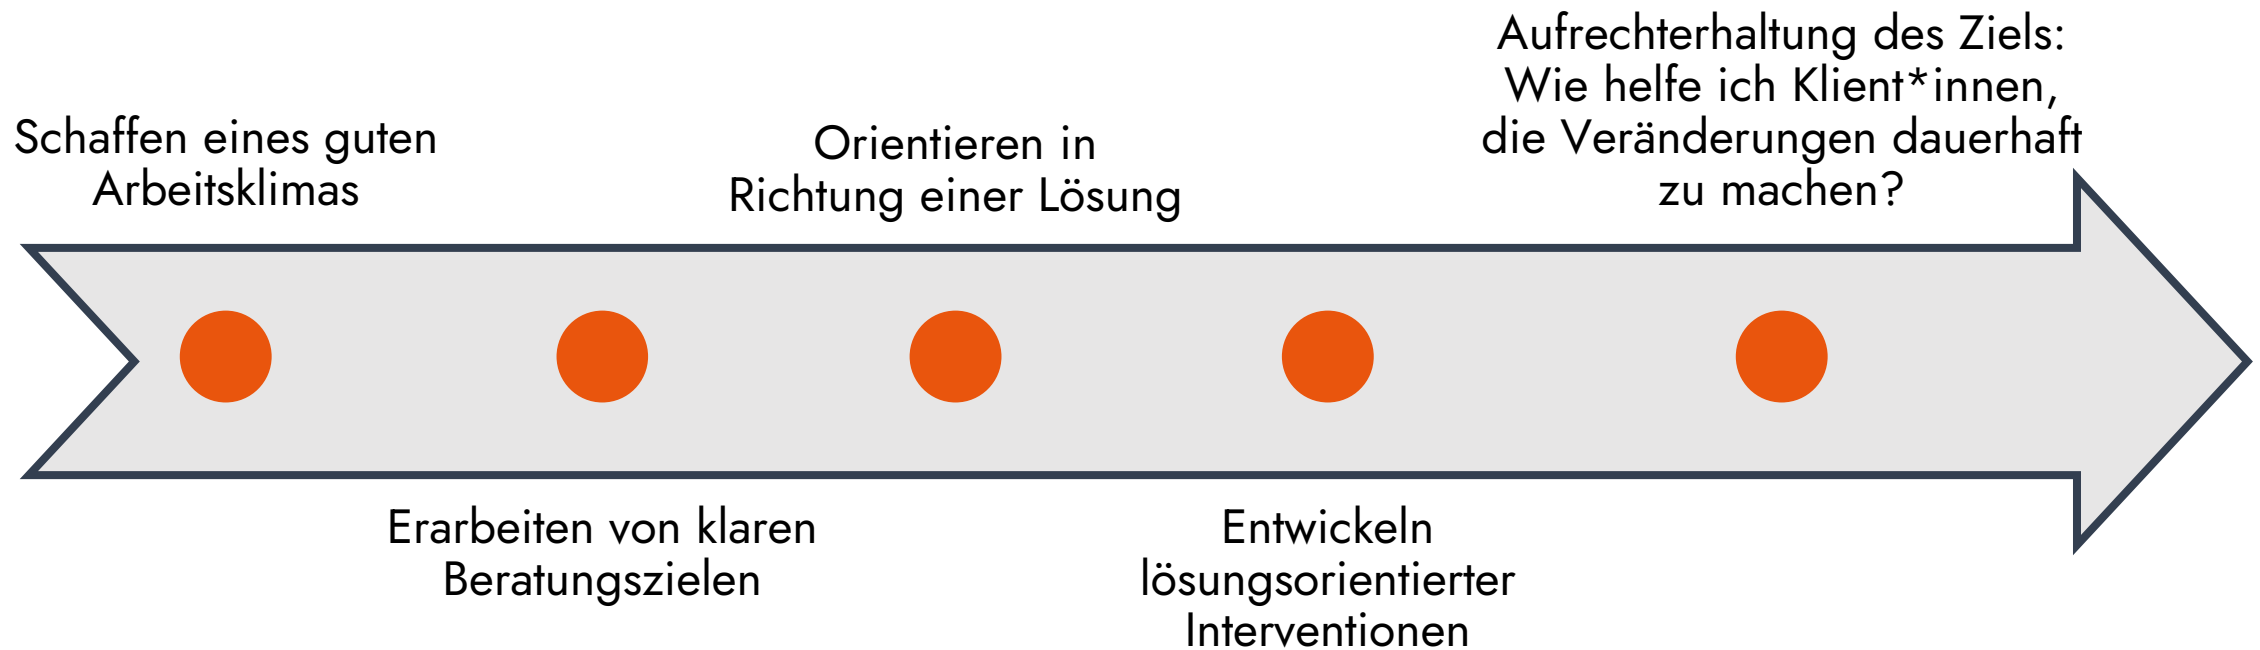 Schaffen eines guten
Arbeitsklimas
Erarbeiten von klaren
Beratungszielen
Orientieren in
Richtung einer Lösung
Entwickeln
lösungsorientierter
Interventionen
Aufrechterhaltung des Ziels:
Wie helfe ich Klient*innen,
die Veränderungen dauerhaft
zu machen?